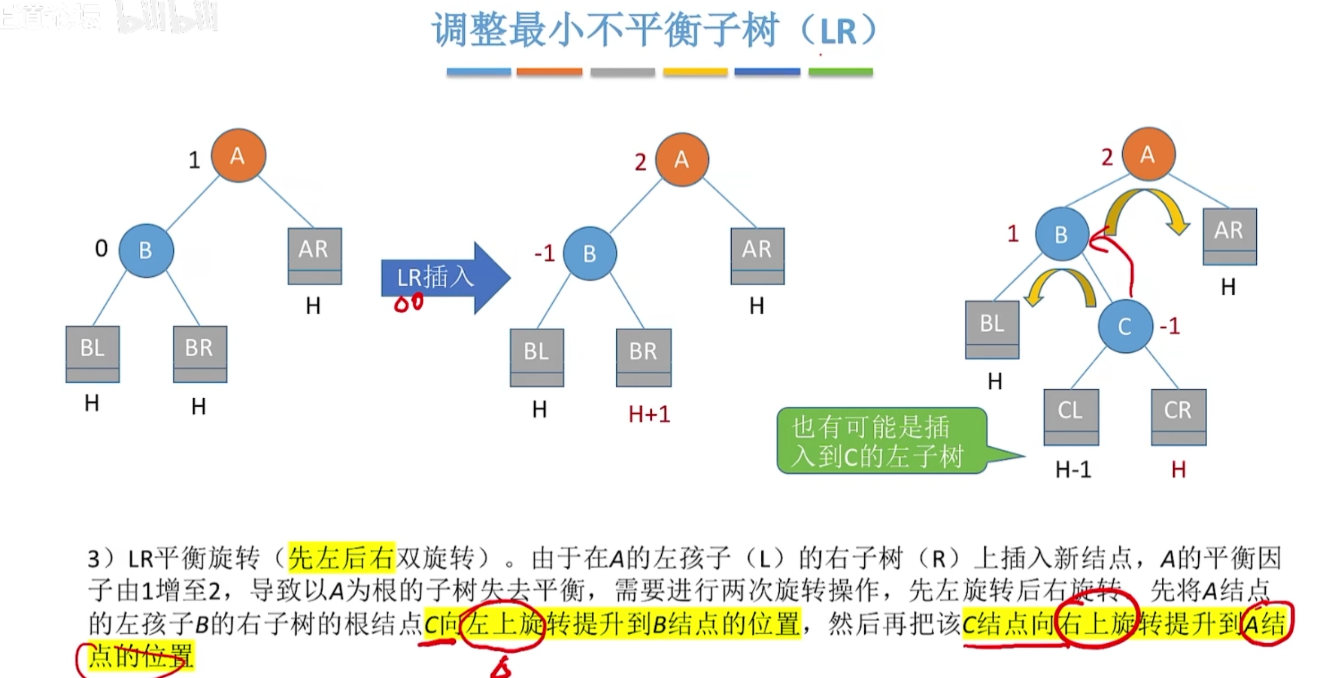 bilibili
调整最小不平衡子树（LR）
1
A
0
B
AR
H
BL
BR
H
H
LR插入
2
A
-1
B
AR
H
BL
BR
H
H+1
2
A
1
B
AR
H
BL
C
-1
H
CL
CR
H-1
H
也有可能是插
入到C的左子树
3）LR平衡旋转（先左后右双旋转）。由于在A的左孩子（L）的右子树（R）上插入新结点，A的平衡因
子由1增至2，导致以A为根的子树失去平衡，需要进行两次旋转操作，先左旋转后右旋转。先将A结点
的左孩子B的右子树的根结点C向左上旋转提升到B结点的位置，然后再把该C结点向右上旋转提升到A结
点的位置